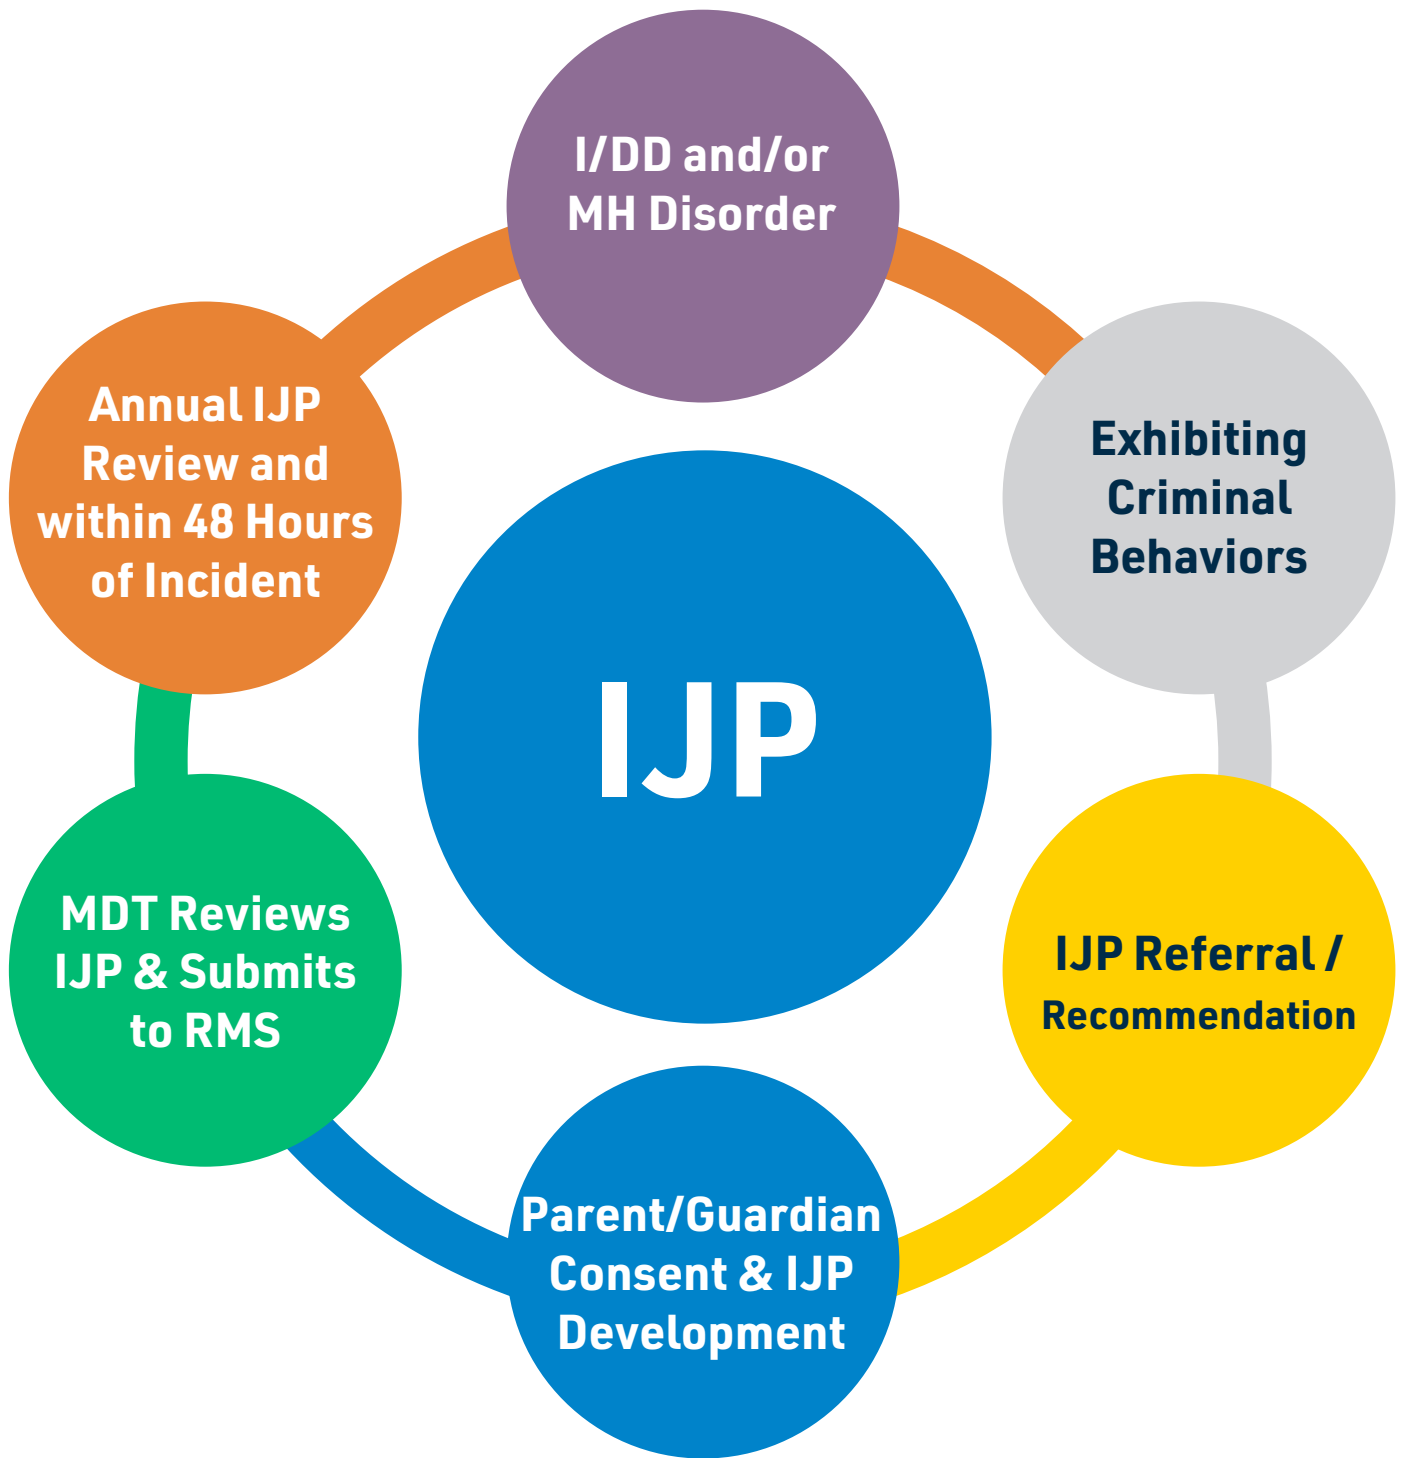 I/DD and/or
MH Disorder
Exhibiting
Criminal
Behaviors
IJP Referral /
Recommendation
Parent/Guardian
Consent & IJP
Development
MDT Reviews
IJP & Submits
to RMS
Annual IJP
Review and
within 48 Hours
of Incident
IJP